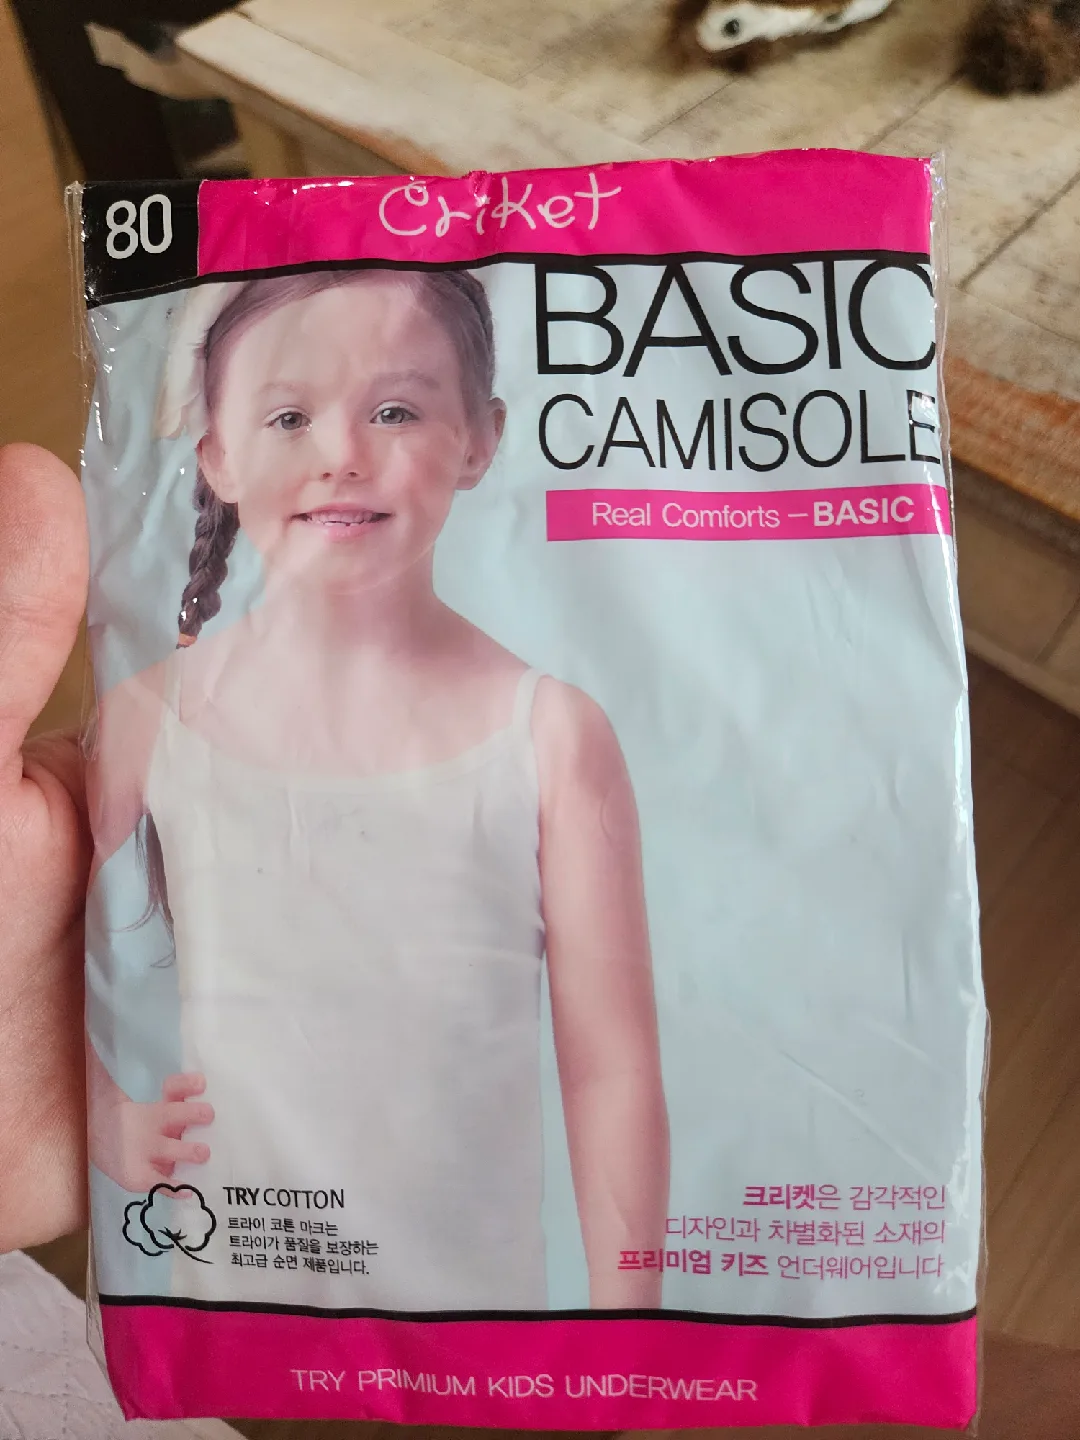 80
Criket
BASIC
CAMISOLE
Real Comforts – BASIC
TRY COTTON
트라이 코튼 마크는
트라이가 품질을 보장하는
최고급 순면 제품입니다.
크리켓은 감각적인
디자인과 차별화된 소재의
프리미엄 키즈 언더웨어입니다
TRY PRIMIUM KIDS UNDERWEAR